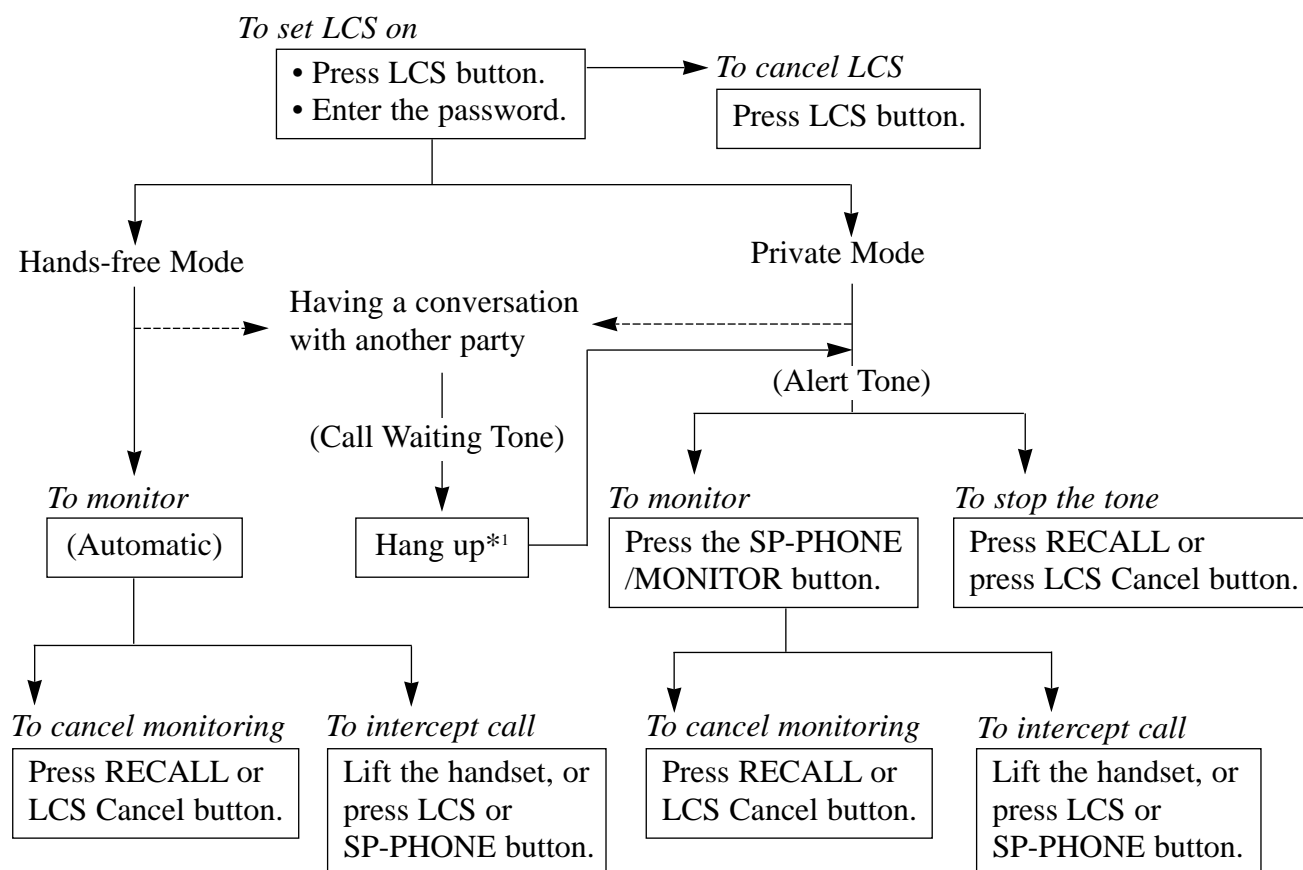 To set LCS on
• Press LCS button.
• Enter the password.
To cancel LCS
Press LCS button.
Hands-free Mode
Private Mode
Having a conversation
with another party
(Alert Tone)
(Call Waiting Tone)
To monitor
(Automatic)
Hang up*1
To monitor
Press the SP-PHONE
/MONITOR button.
To stop the tone
Press RECALL or
press LCS Cancel button.
To cancel monitoring
Press RECALL or
LCS Cancel button.
To intercept call
Lift the handset, or
press LCS or
SP-PHONE button.
To cancel monitoring
Press RECALL or
LCS Cancel button.
To intercept call
Lift the handset, or
press LCS or
SP-PHONE button.